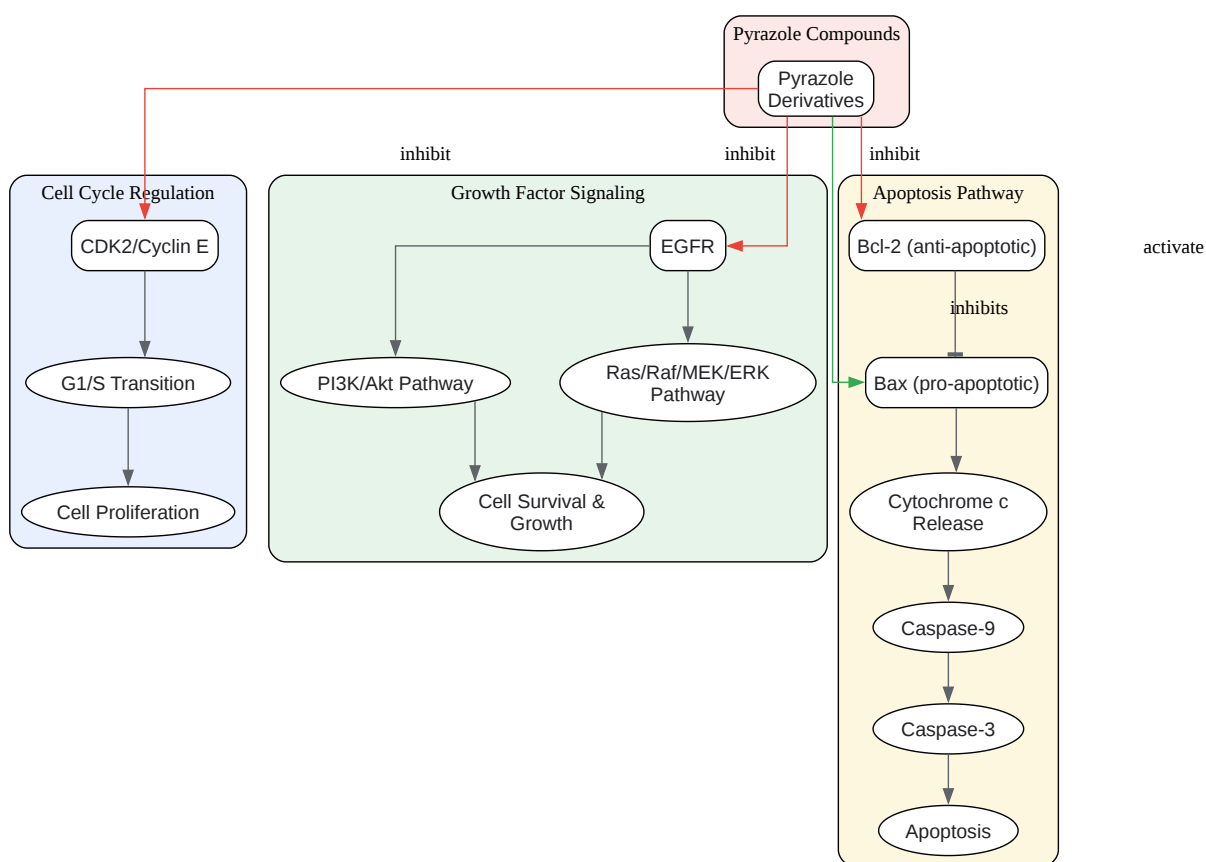 Pyrazole Compounds
Pyrazole
Derivatives
inhibit
inhibit
inhibit
activate
Cell Cycle Regulation
CDK2/Cyclin E
G1/S Transition
Cell Proliferation
Growth Factor Signaling
EGFR
PI3K/Akt Pathway
Ras/Raf/MEK/ERK
Pathway
Cell Survival &
Growth
Apoptosis Pathway
Bcl-2 (anti-apoptotic)
inhibits
Bax (pro-apoptotic)
Cytochrome c
Release
Caspase-9
Caspase-3
Apoptosis